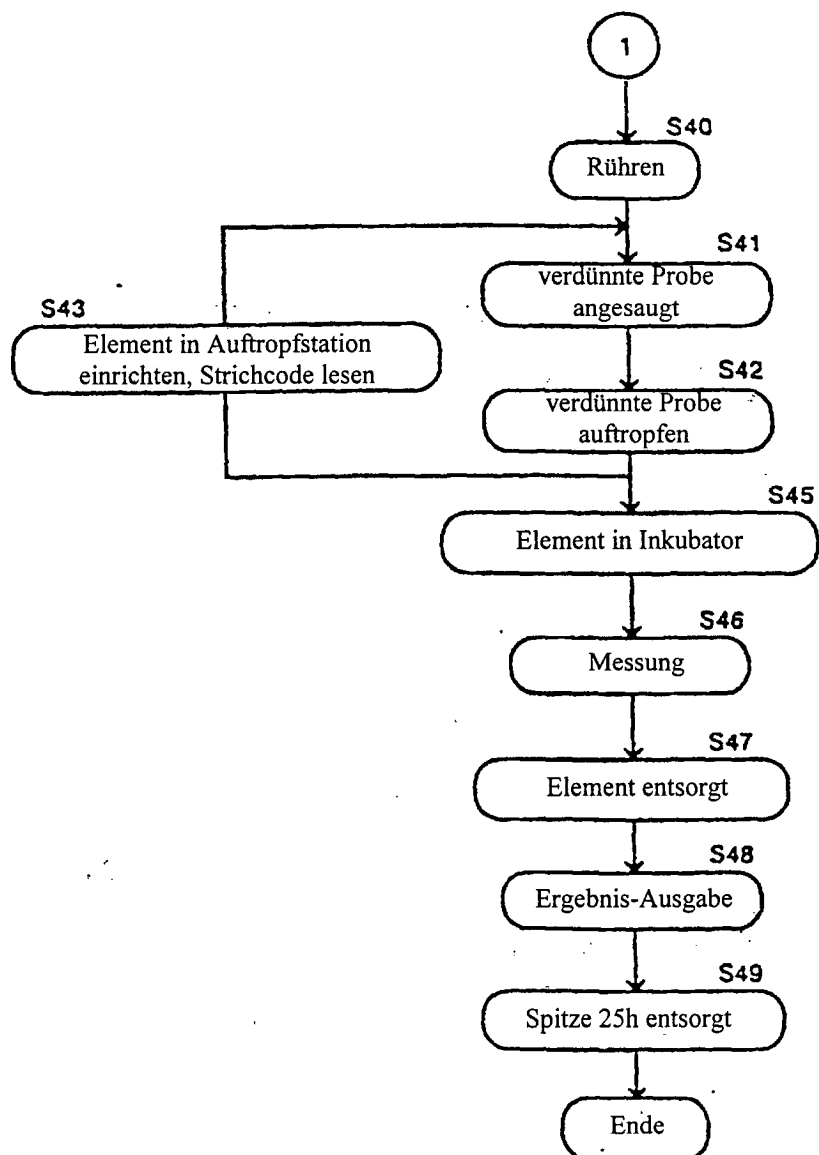 1
S40
Rühren
S41
verdünnte Probe
angesaugt
S43
Element in Auftropfstation
einrichten, Strichcode lesen
S42
verdünnte Probe
auftropfen
S45
Element in Inkubator
S46
Messung
S47
Element entsorgt
S48
Ergebnis-Ausgabe
S49
Spitze 25h entsorgt
Ende